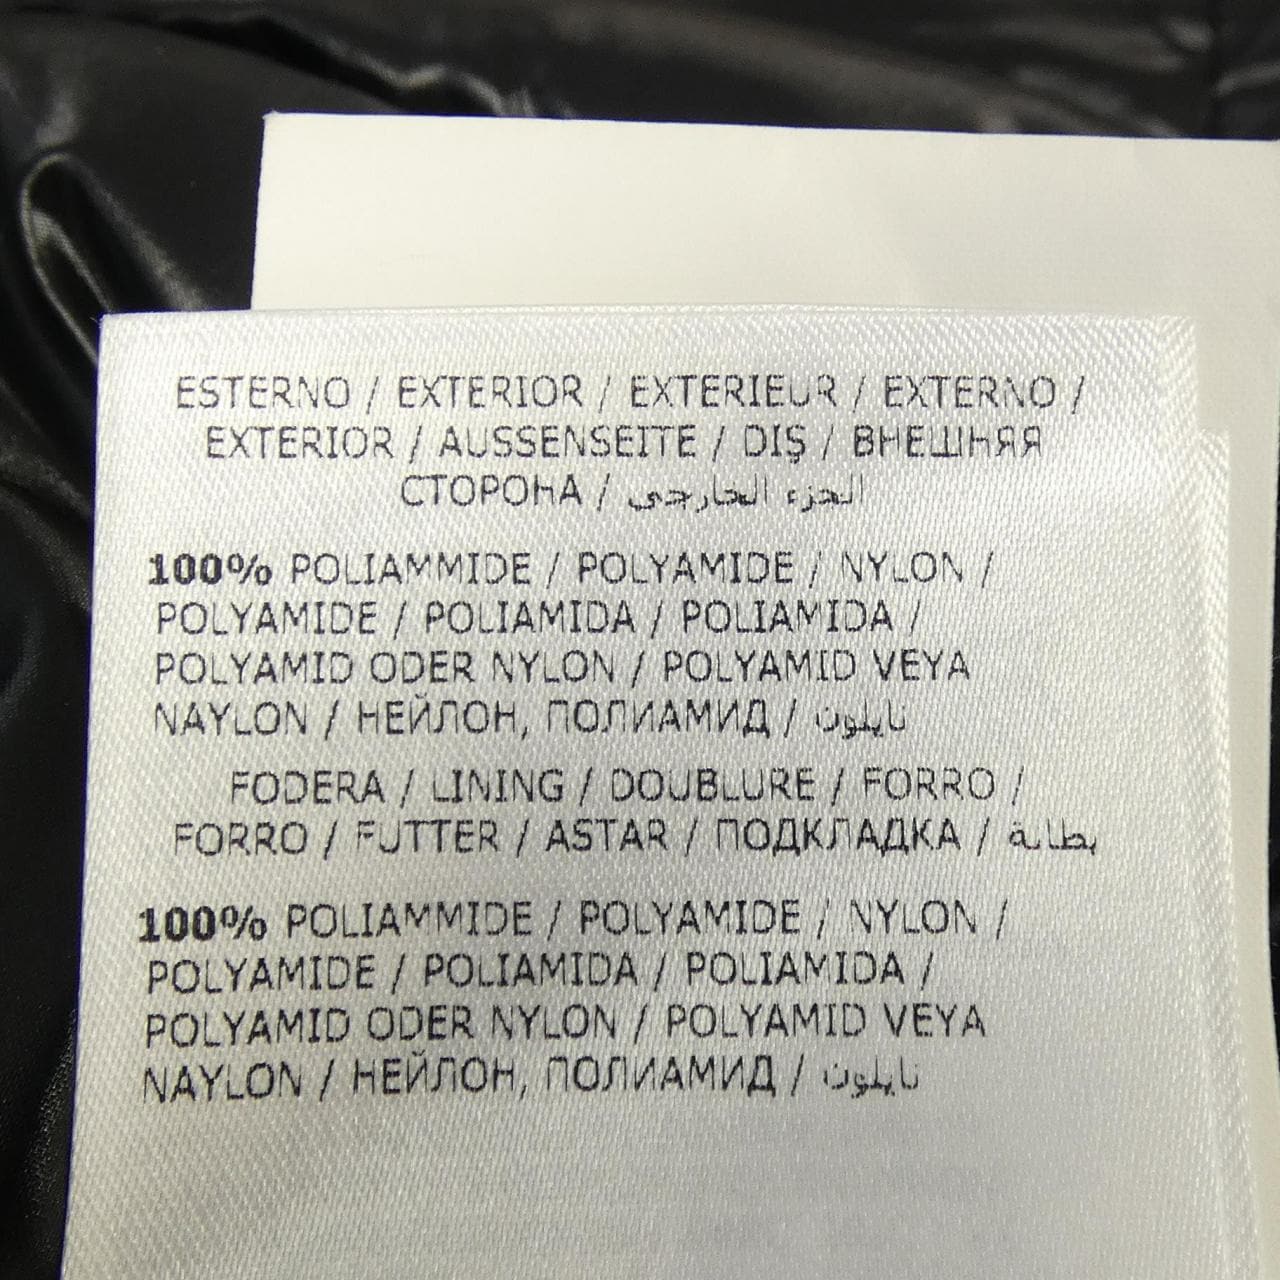 ESTERNO / EXTERIOR / EXTERIEUR / EXTERNO /
EXTERIOR / AUSSENSEITE / DIŞ / ВНЕШНЯЯ
СТОРОНА / الجزء الخارجي
100% POLIAMMIDE / POLYAMIDE / NYLON /
POLYAMIDE / POLIAMIDA / POLIAMIDA /
POLYAMID ODER NYLON / POLYAMID VEYA
NAYLON / НЕЙЛОН, ПОЛИАМИД / نايلون
FODERA / LINING / DOUBLURE / FORRO /
FORRO / FUTTER / ASTAR / ПОДКЛАДКА / بطانة
100% POLIAMMIDE / POLYAMIDE / NYLON /
POLYAMIDE / POLIAMIDA / POLIAMIDA /
POLYAMID ODER NYLON / POLYAMID VEYA
NAYLON / НЕЙЛОН, ПОЛИАМИД / نايلون